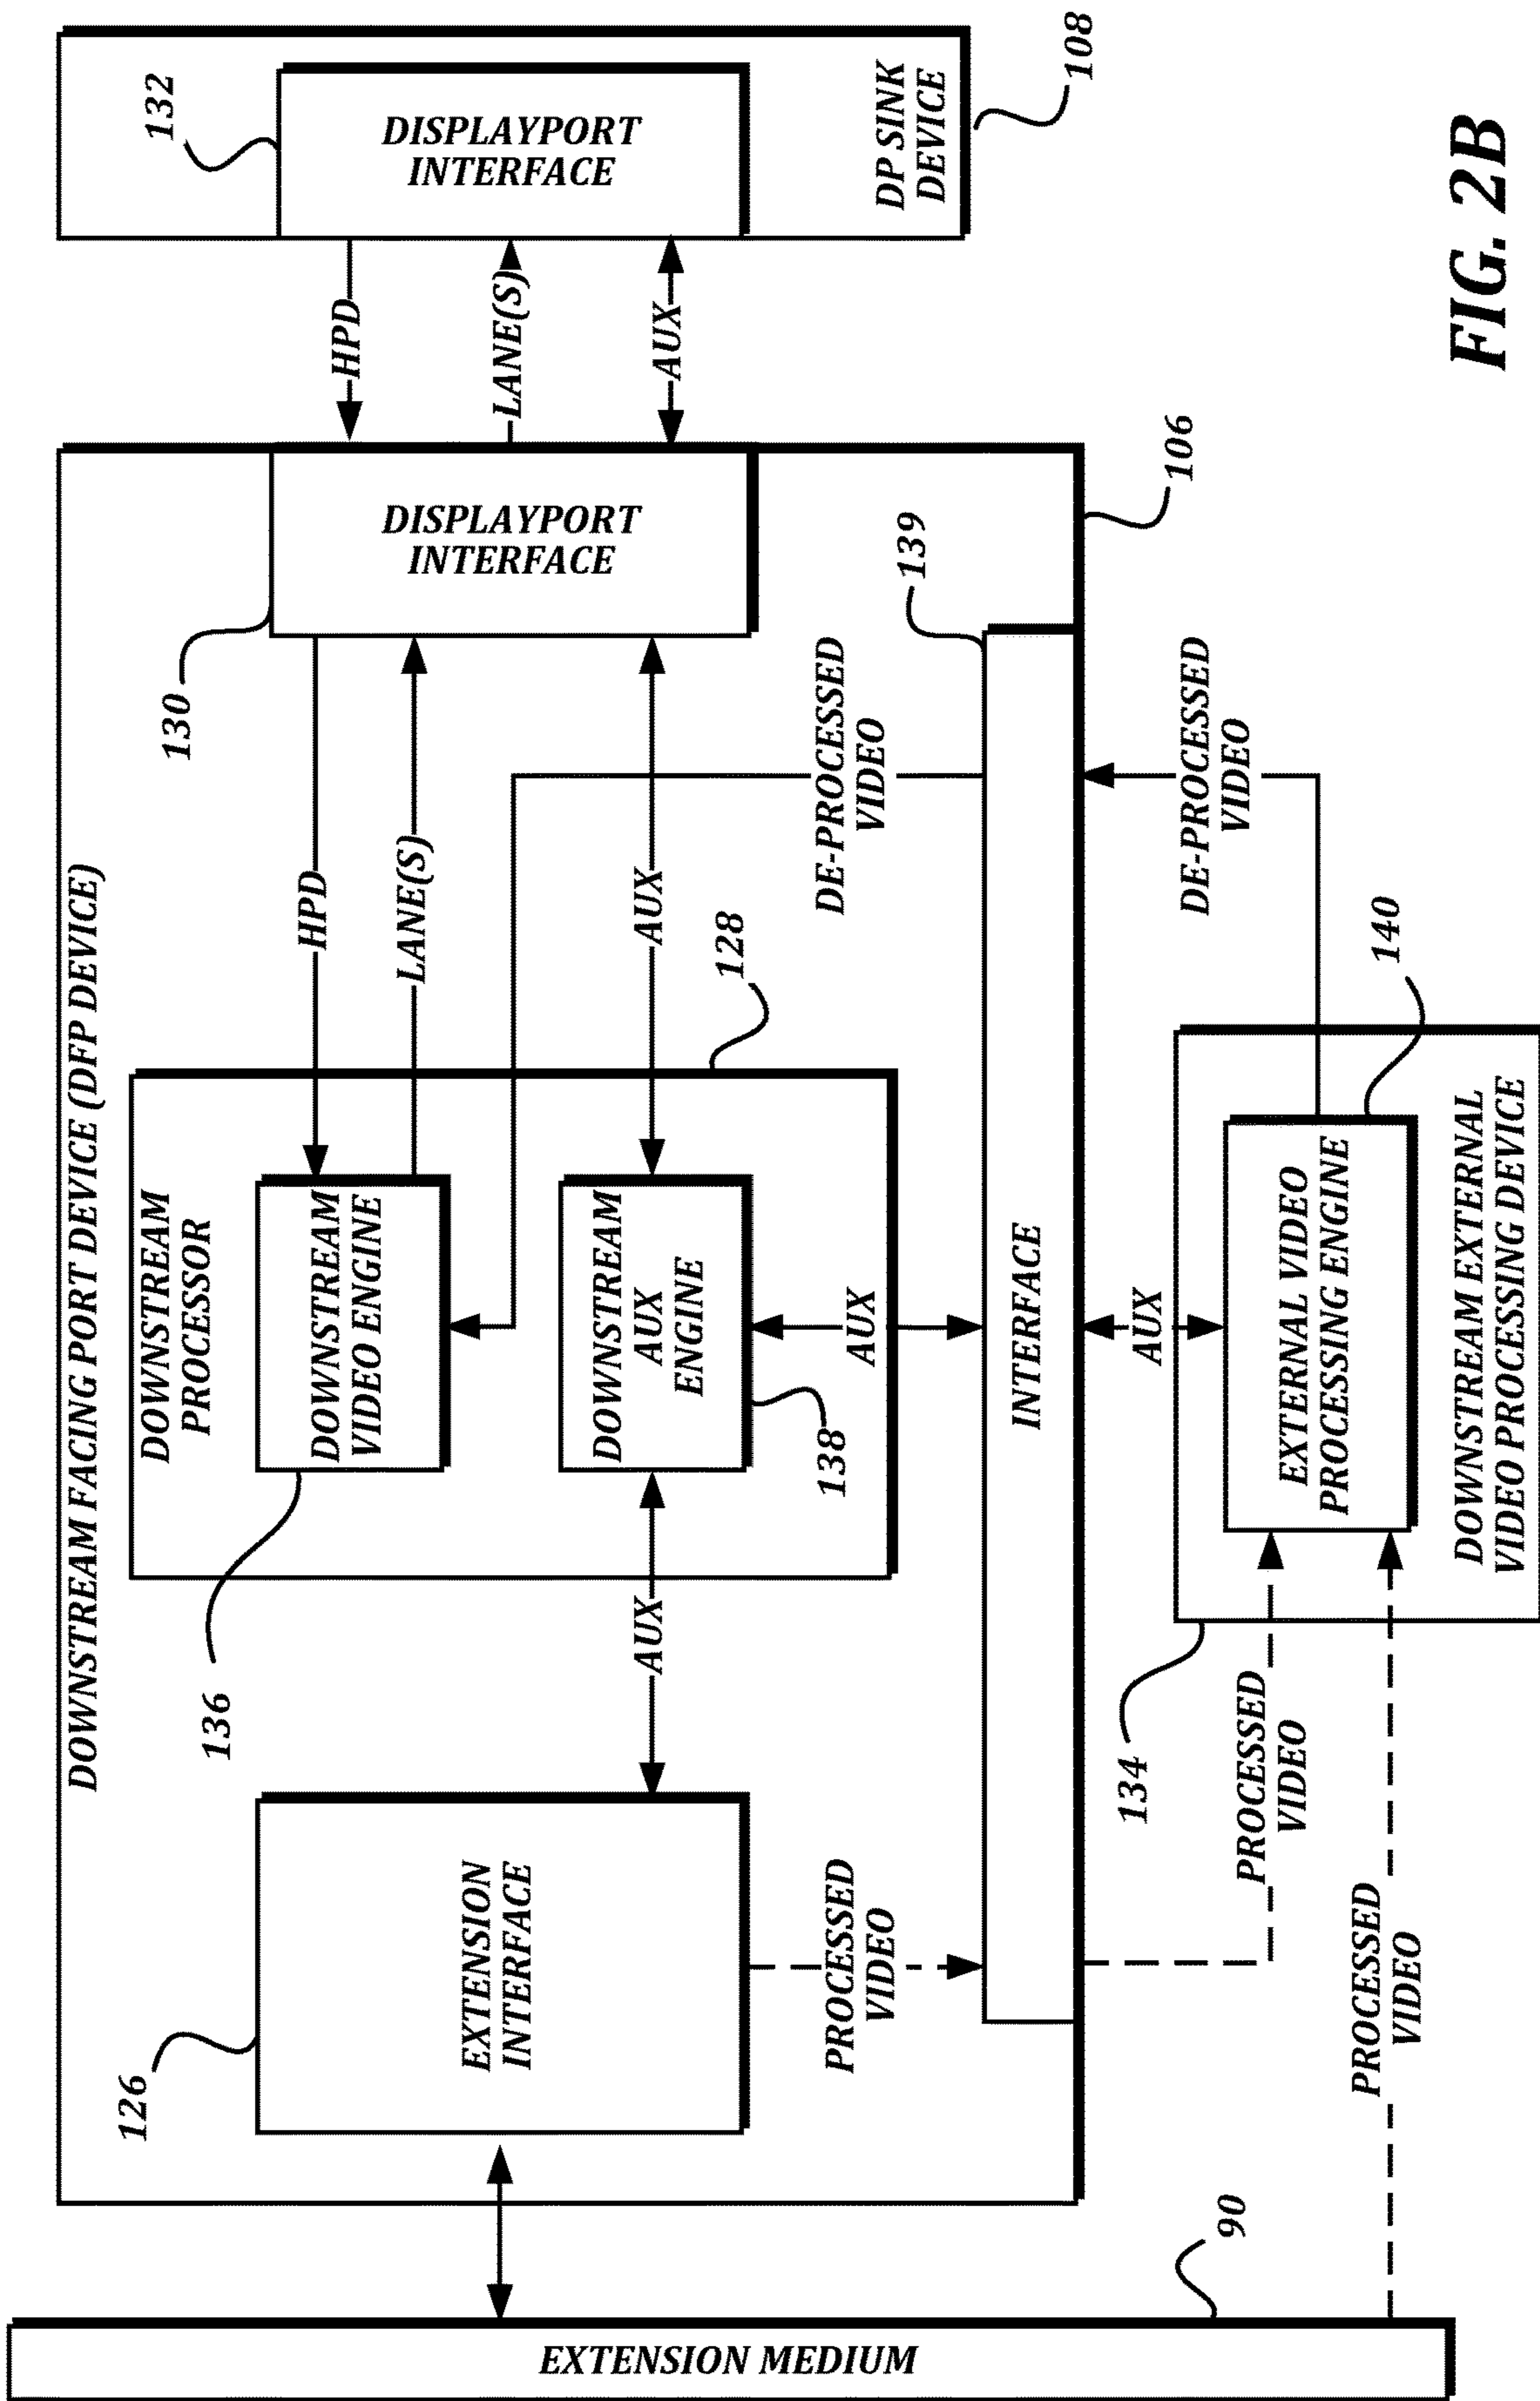 DOWNSTREAM FACING PORT DEVICE (DFP DEVICE)
EXTENSION MEDIUM
90
126
EXTENSION
INTERFACE
AUX
PROCESSED
VIDEO
136
DOWNSTREAM
PROCESSOR
DOWNSTREAM
VIDEO ENGINE
DOWNSTREAM
AUX
ENGINE
138
AUX
128
HPD
LANE(S)
AUX
DE-PROCESSED
VIDEO
130
DISPLAYPORT
INTERFACE
139
INTERFACE
106
HPD
LANE(S)
AUX
132
DISPLAYPORT
INTERFACE
DP SINK
DEVICE
108
PROCESSED
VIDEO
PROCESSED
VIDEO
134
AUX
EXTERNAL VIDEO
PROCESSING ENGINE
DOWNSTREAM EXTERNAL
VIDEO PROCESSING DEVICE
140
DE-PROCESSED
VIDEO
FIG. 2B